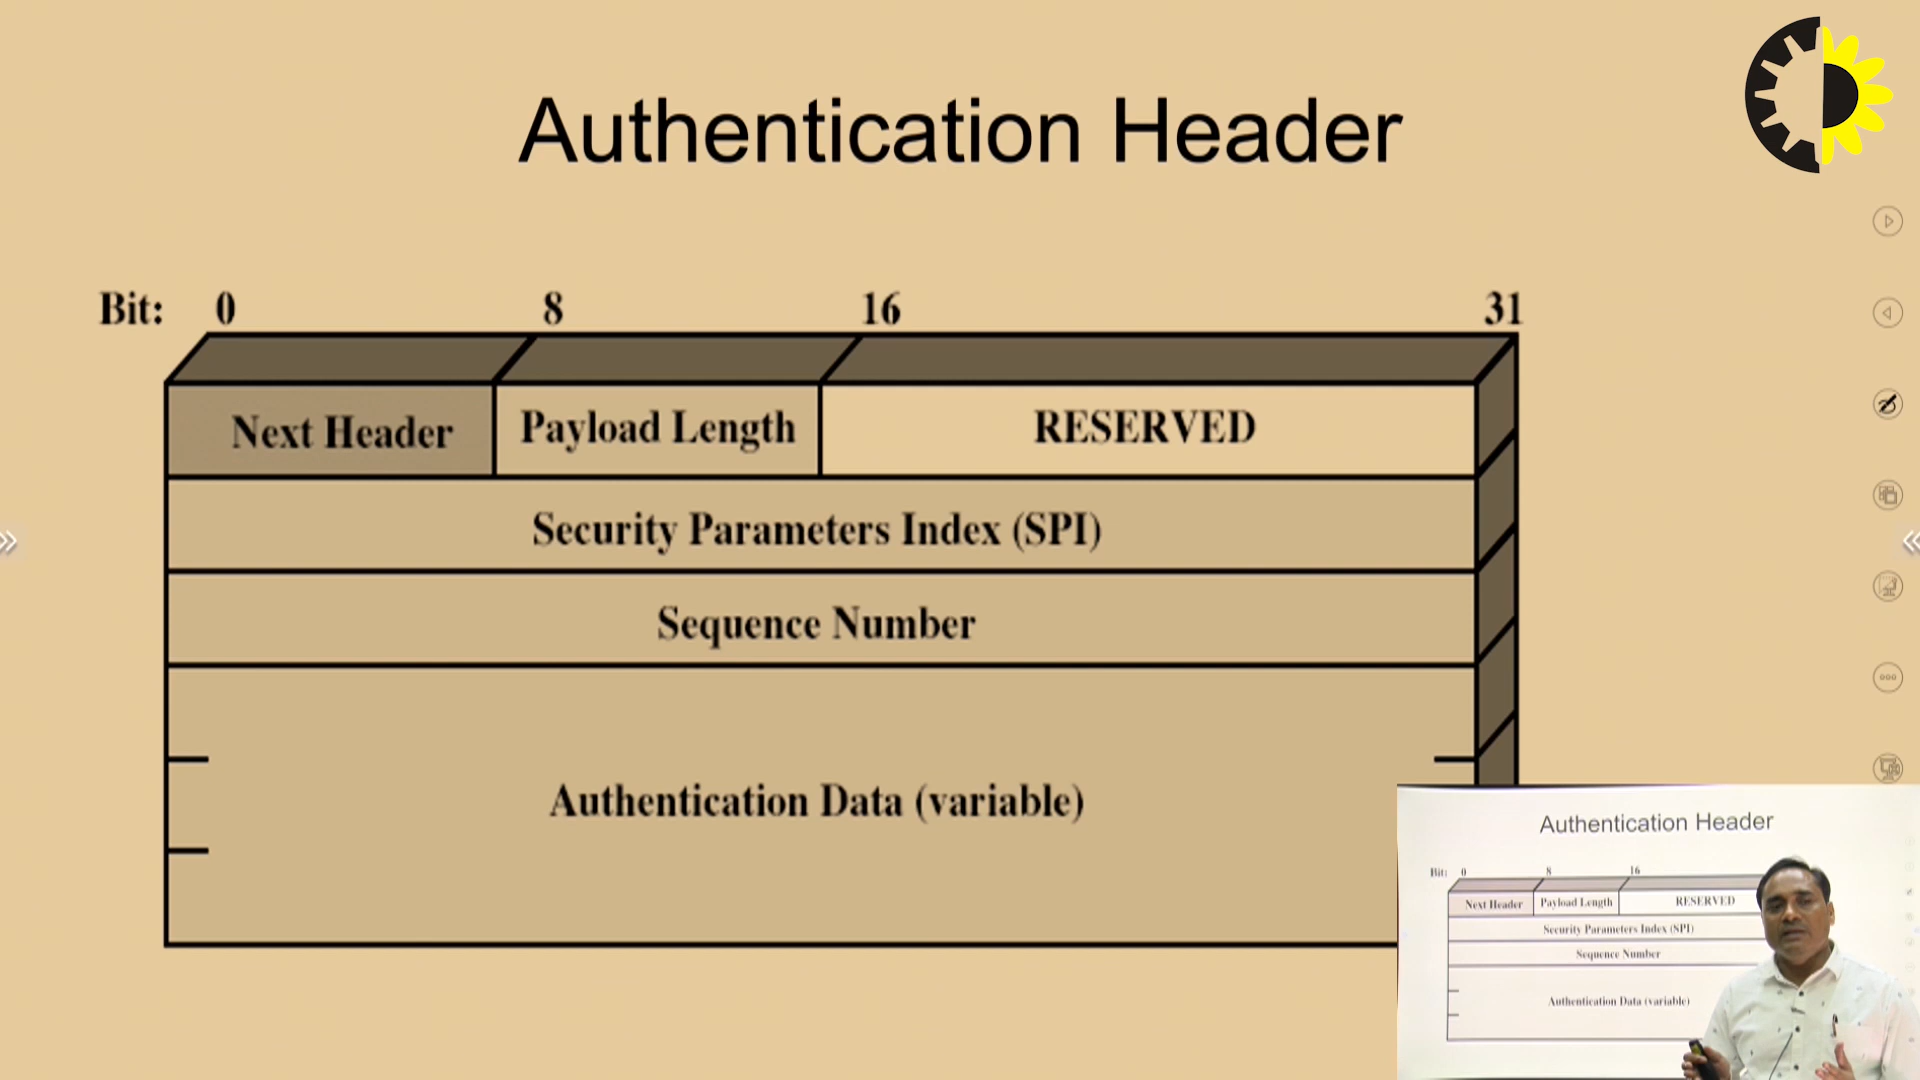 Authentication Header
Bit: 0 8 16 31
Next Header Payload Length RESERVED
Security Parameters Index (SPI)
Sequence Number
Authentication Data (variable)
Authentication Header
Bit: 0 8 16
Next Header Payload Length RESERVED
Security Parameters Index (SPI)
Sequence Number
Authentication Data (variable)